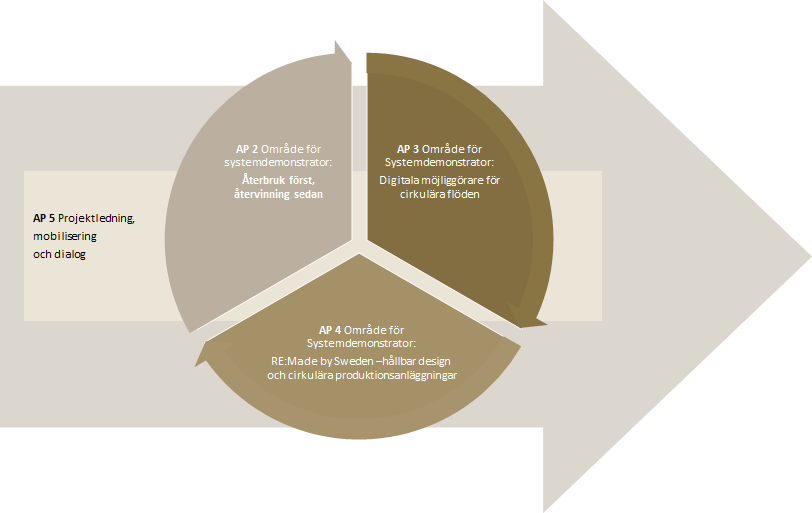 AP 5 Projektledning,
mobilisering
och dialog
AP 2 Område för
systemdemonstrator:
Återbruk först,
återvinning sedan
AP 3 Område för
Systemdemonstrator:
Digitala möjliggörare för
cirkulära flöden
AP 4 Område för
Systemdemonstrator:
RE:Made by Sweden –hållbar design
och cirkulära produktionsanläggningar